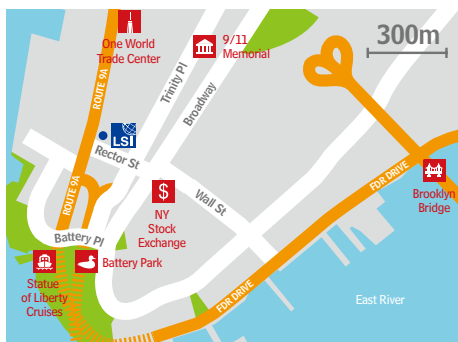 One World
Trade Center
9/11
Memorial
300m
ROUTE 9A
Trinity Pl
Broadway
LSI
Rector St
ROUTE 9A
$
NY
Stock
Exchange
Wall St
FDR DRIVE
Brooklyn
Bridge
Battery Pl
Battery Park
Statue
of Liberty
Cruises
FDR DRIVE
East River